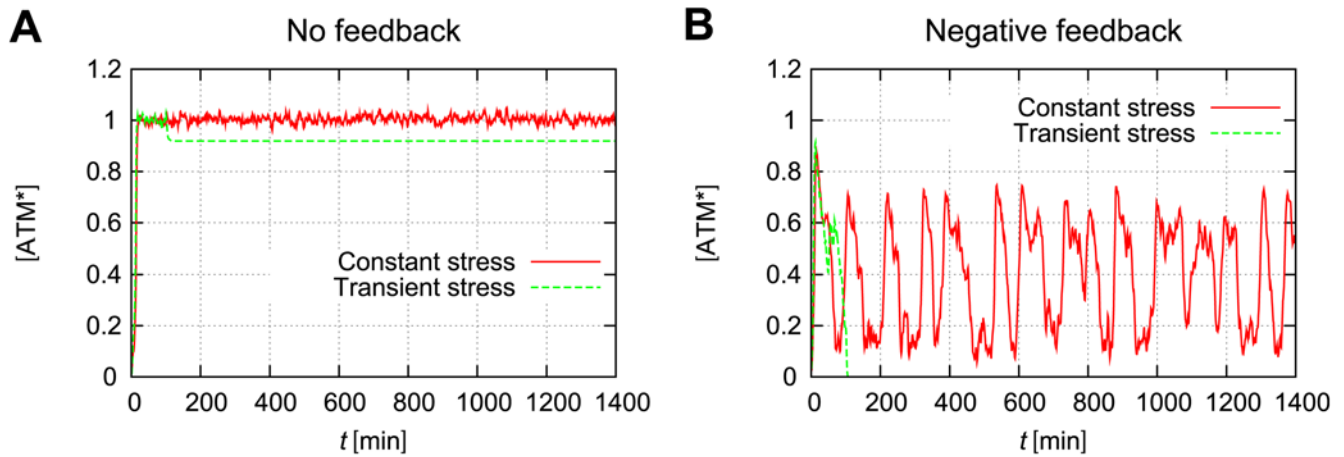 A
No feedback
[ATM*]
1.2
1
0.8
0.6
0.4
0.2
0
Constant stress
Transient stress
0 200 400 600 800 1000 1200 1400
t [min]
B
Negative feedback
[ATM*]
1.2
1
0.8
0.6
0.4
0.2
0
Constant stress
Transient stress
0 200 400 600 800 1000 1200 1400
t [min]